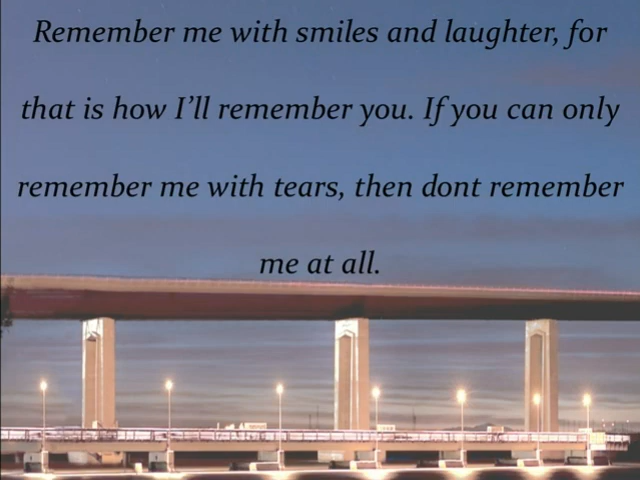 Remember me with smiles and laughter, for
that is how I’ll remember you. If you can only
remember me with tears, then dont remember
me at all.